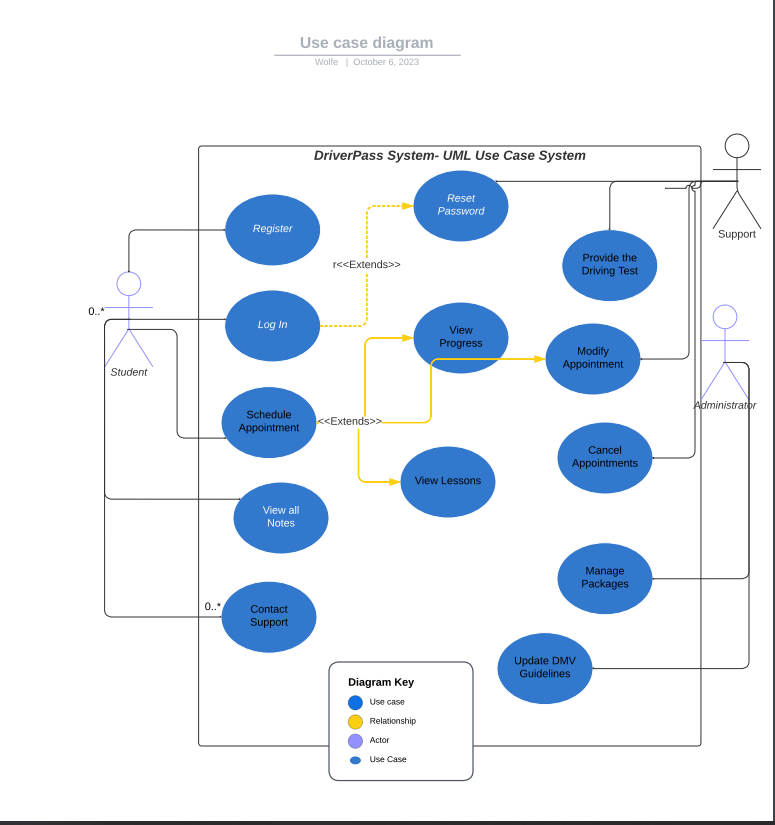 Use case diagram
Wolfe | October 6, 2023
DriverPass System- UML Use Case System
Reset
Password
Register
Support
Provide the
Driving Test
r<<Extends>>
0..*
Log In
View
Progress
Modify
Appointment
Student
Administrator
Schedule
Appointment
<<Extends>>
Cancel
Appointments
View Lessons
View all
Notes
Manage
Packages
0..*
Contact
Support
Update DMV
Guidelines
Diagram Key
Use case
Relationship
Actor
Use Case